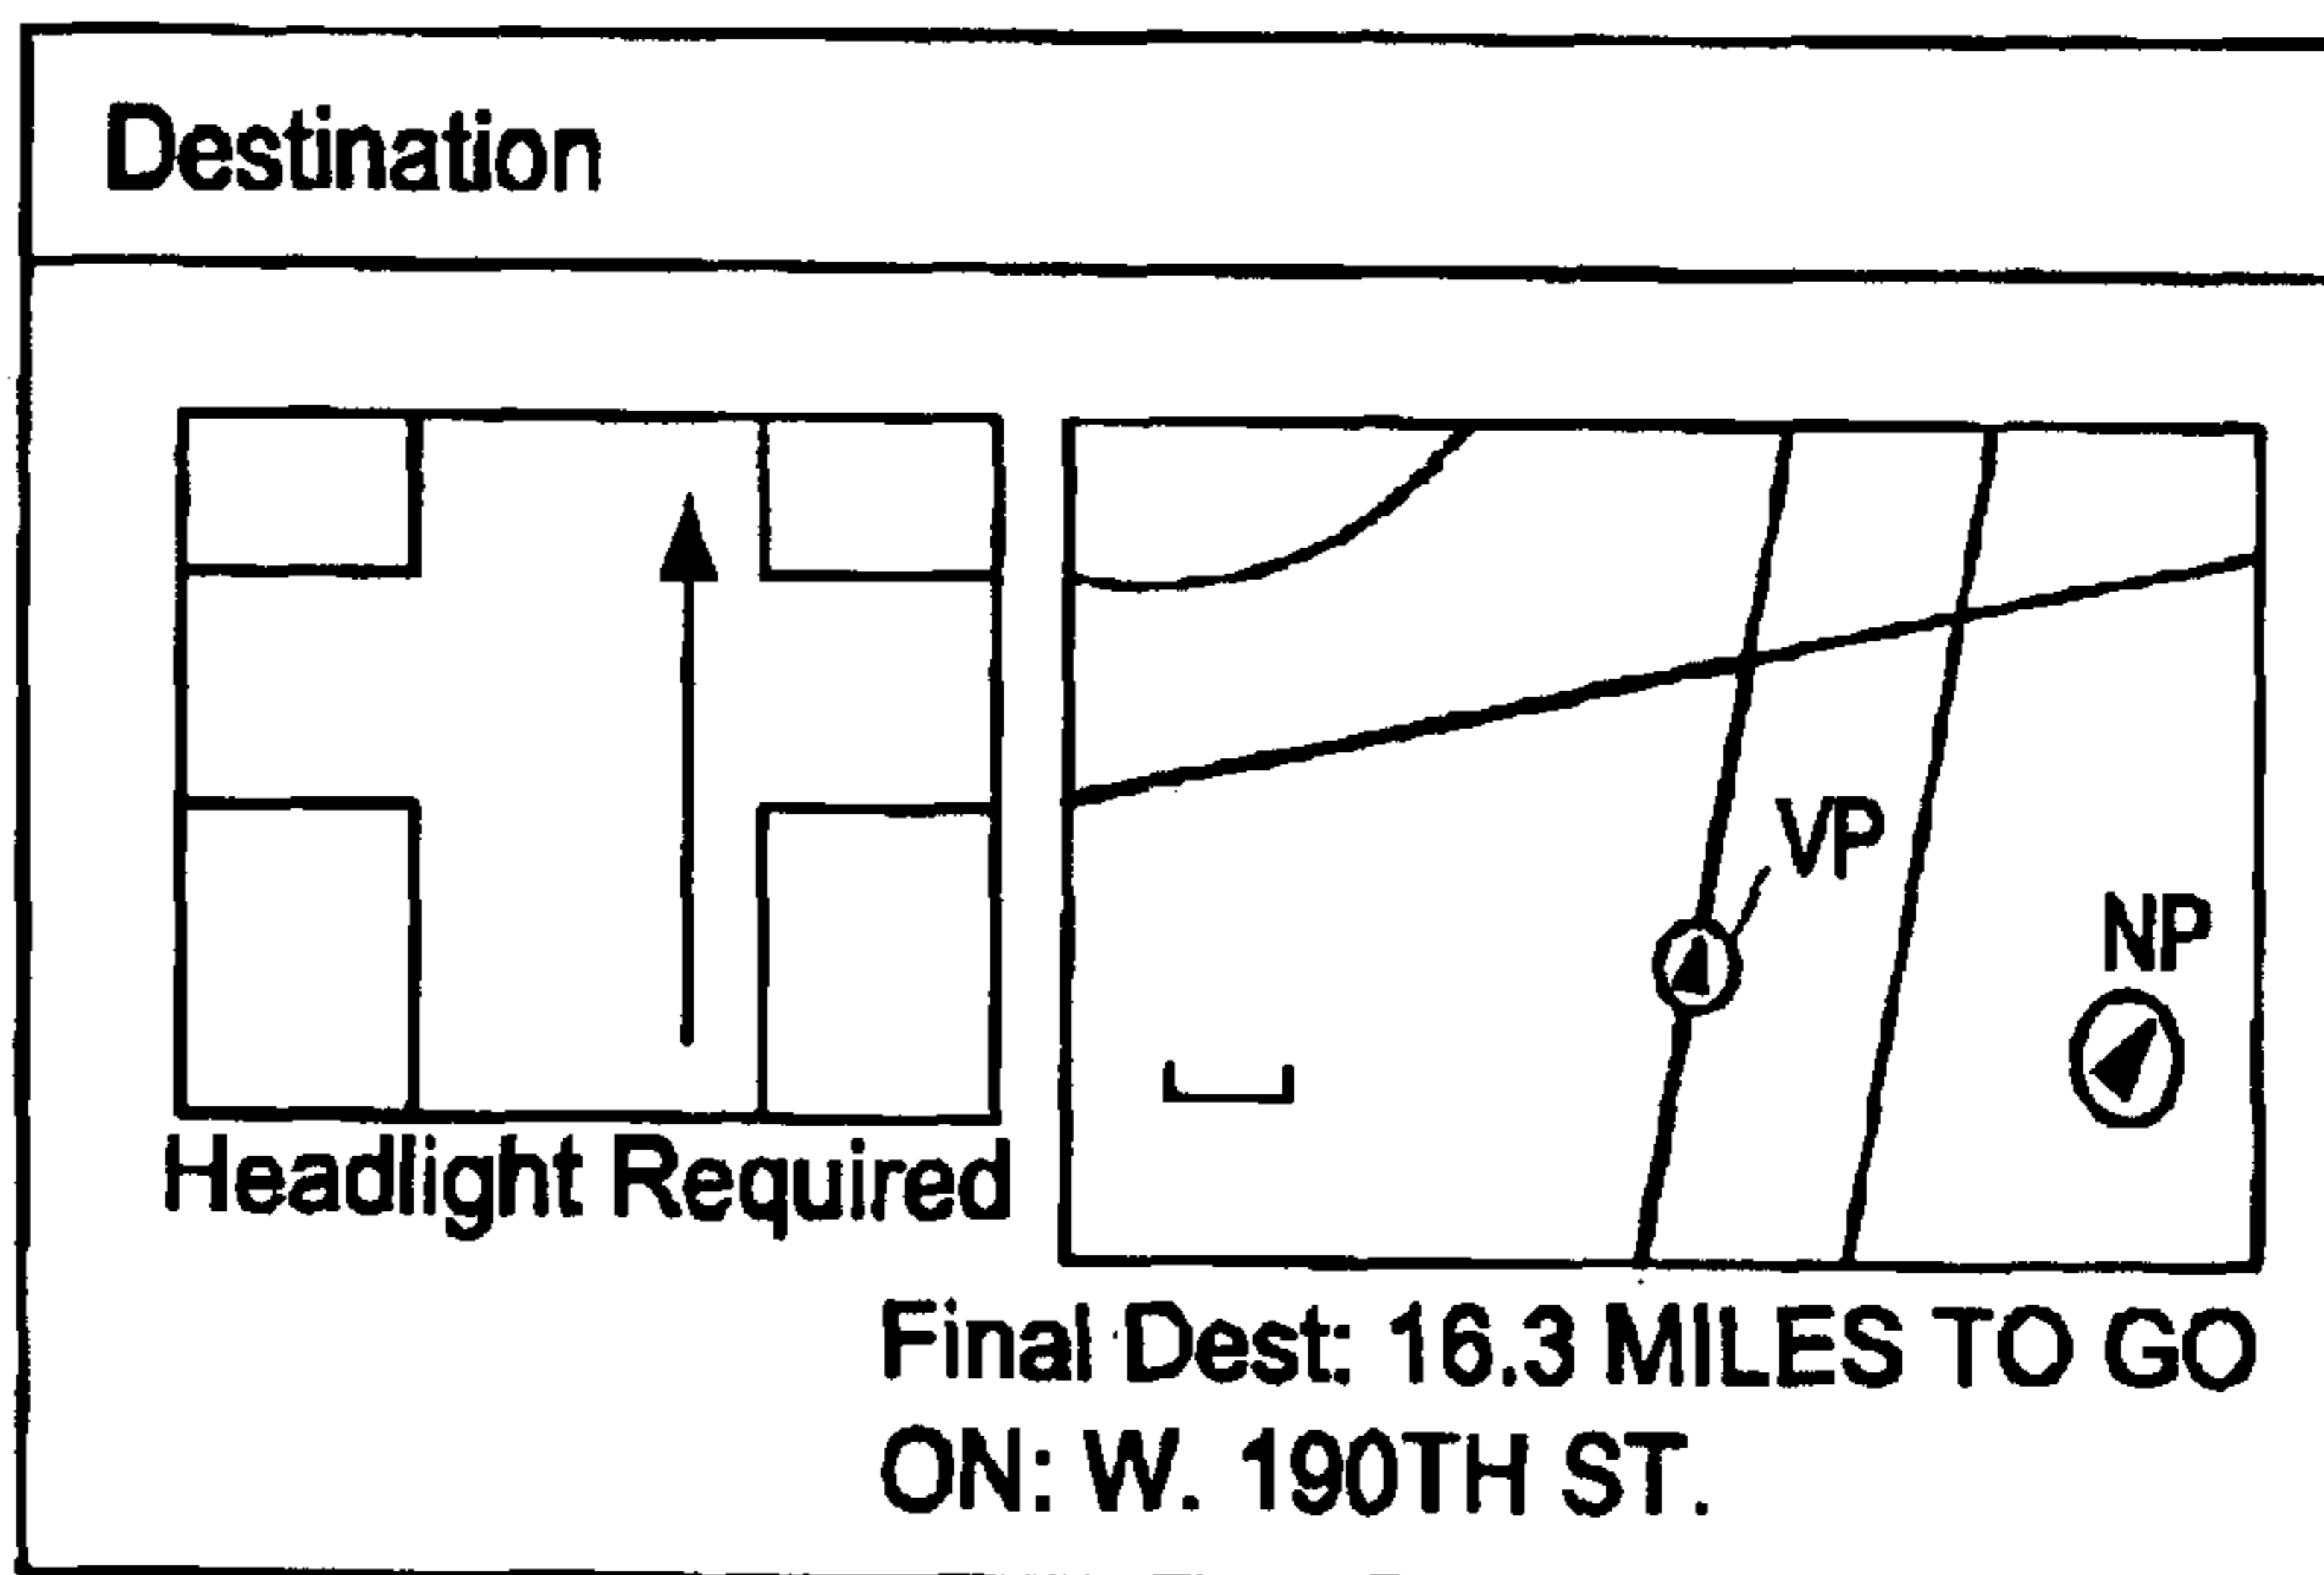 Destination
Headlight Required
VP
NP
Final Dest: 16.3 MILES TO GO
ON: W. 190TH ST.